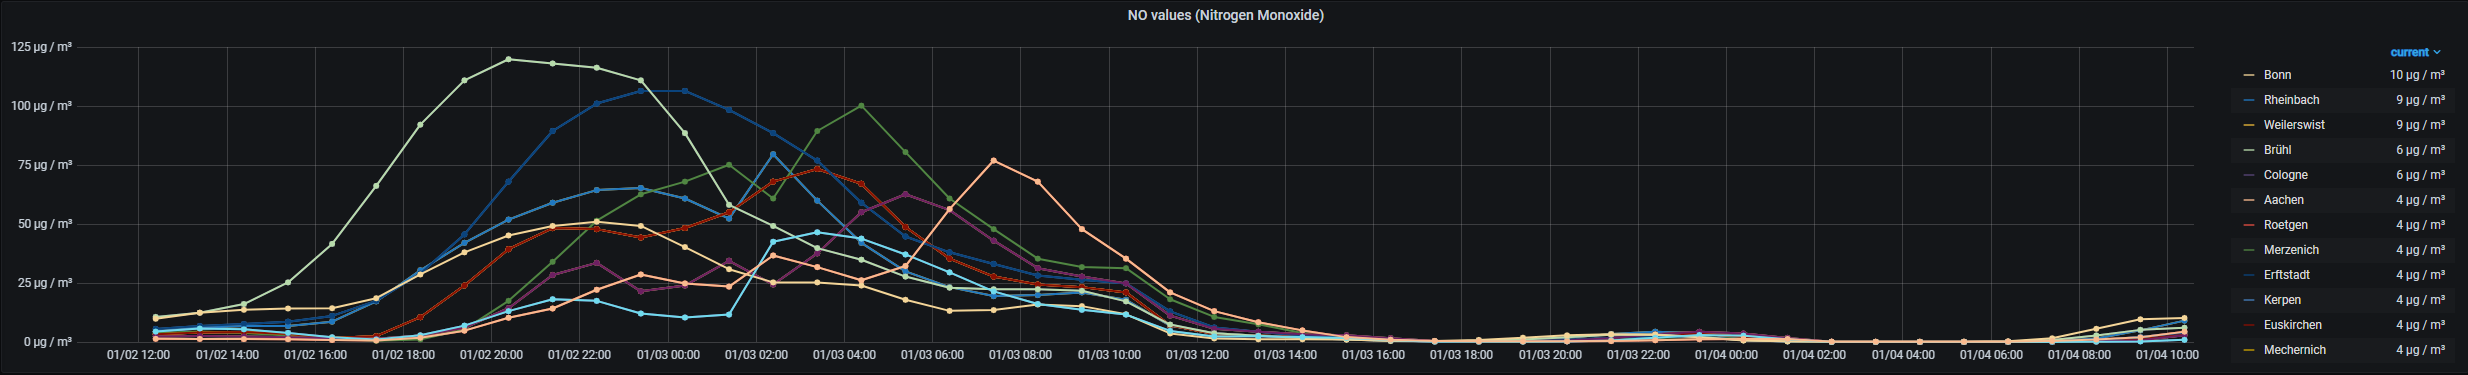 NO values (Nitrogen Monoxide)
125 µg / m³
100 µg / m³
75 µg / m³
50 µg / m³
25 µg / m³
0 µg / m³
01/02 12:00 01/02 14:00 01/02 16:00 01/02 18:00 01/02 20:00 01/02 22:00 01/03 00:00 01/03 02:00 01/03 04:00 01/03 06:00 01/03 08:00 01/03 10:00 01/03 12:00 01/03 14:00 01/03 16:00 01/03 18:00 01/03 20:00 01/03 22:00 01/04 00:00 01/04 02:00 01/04 04:00 01/04 06:00 01/04 08:00 01/04 10:00
current
Bonn 10 µg / m³
Rheinbach 9 µg / m³
Weilerswist 9 µg / m³
Brühl 6 µg / m³
Cologne 6 µg / m³
Aachen 4 µg / m³
Roetgen 4 µg / m³
Merzenich 4 µg / m³
Erftstadt 4 µg / m³
Kerpen 4 µg / m³
Euskirchen 4 µg / m³
Mechernich 4 µg / m³